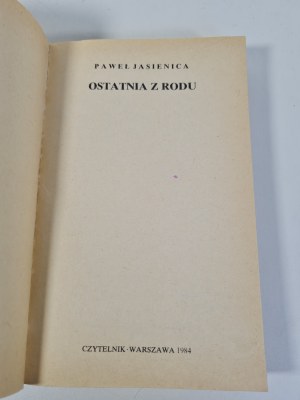 PAWEŁ JASIENICA
OSTATNIA Z RODU
CZYTELNIK · WARSZAWA 1984